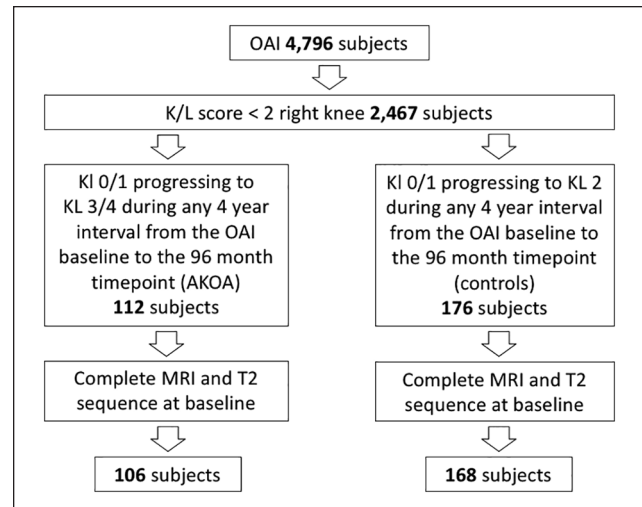 OAI 4,796 subjects
K/L score < 2 right knee 2,467 subjects
Kl 0/1 progressing to
KL 3/4 during any 4 year
interval from the OAI
baseline to the 96 month
timepoint (AKOA)
112 subjects
Kl 0/1 progressing to KL 2
during any 4 year interval
from the OAI baseline to
the 96 month timepoint
(controls)
176 subjects
Complete MRI and T2
sequence at baseline
Complete MRI and T2
sequence at baseline
106 subjects
168 subjects